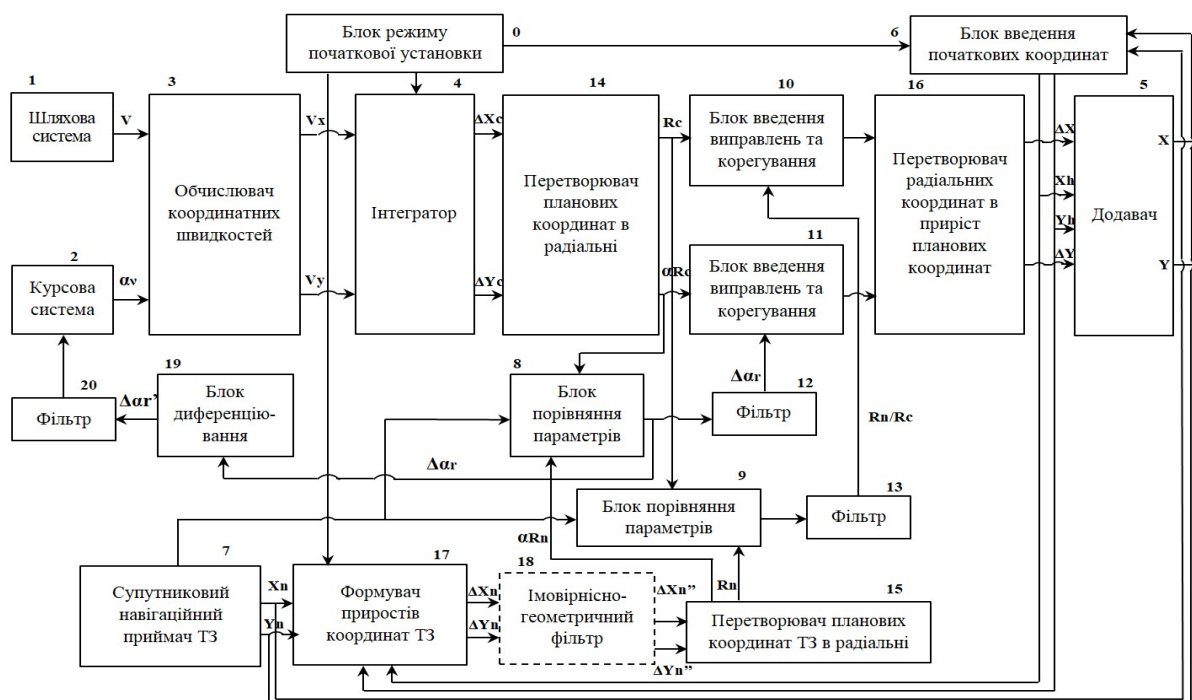 Блок режиму
початкової установки
0
6
Блок введення
початкових координат
1
Шляхова
система
V
3
Обчислювач
координатних
швидкостей
Vx
Vy
4
Інтегратор
ΔXc
ΔYc
14
Перетворювач
планових
координат в
радіальні
Rc
αRc
10
Блок введення
виправлень та
корегування
11
Блок введення
виправлень та
корегування
16
Перетворювач
радіальних
координат в
приріст
планових
координат
ΔX
Xh
Yh
ΔY
5
Додавач
X
Y
2
Курсова
система
αv
20
Фільтр
Δαr’
19
Блок
диференцію-
вання
Δαr
8
Блок
порівняння
параметрів
12
Фільтр
Δαr
Rn/Rc
9
Блок порівняння
параметрів
13
Фільтр
7
Супутниковий
навігаційний
приймач ТЗ
Xn
Yn
17
Формувач
приростів
координат ТЗ
ΔXn
ΔYn
18
Імовірнісно-
геометричний
фільтр
ΔXn”
ΔYn”
αRn
Rn
15
Перетворювач планових
координат ТЗ в радіальні